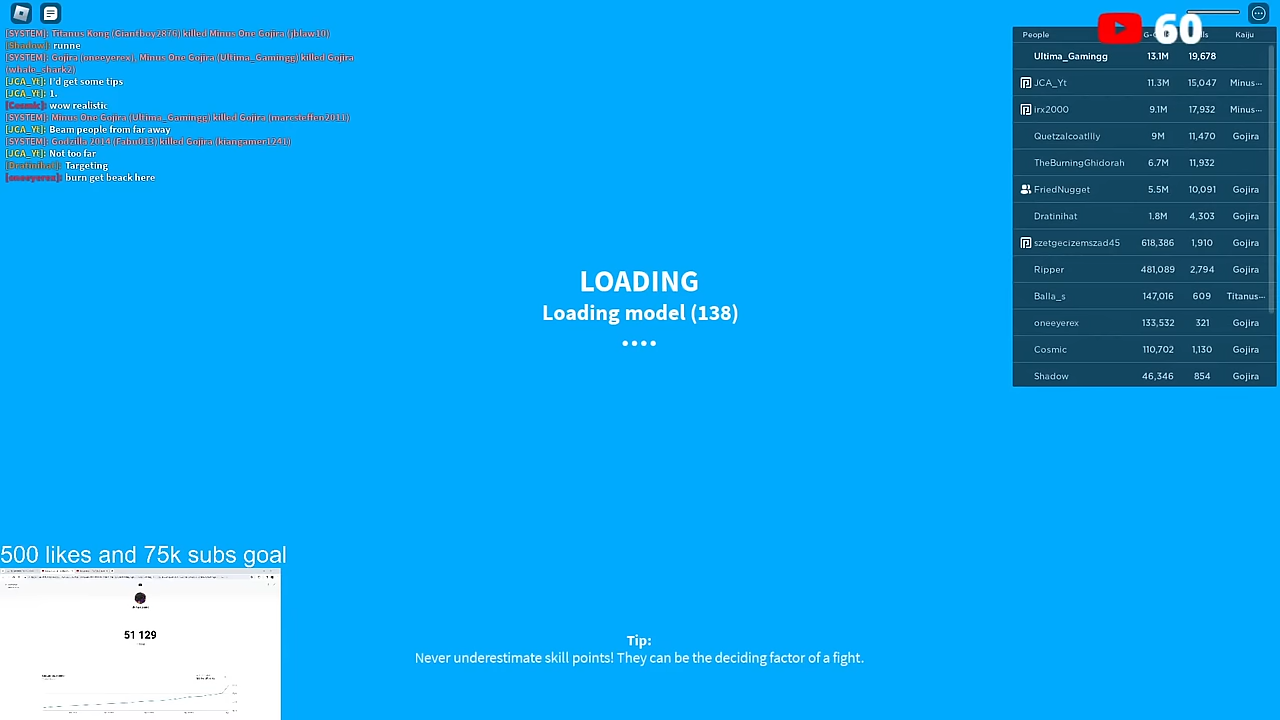 [SYSTEM]: Titanus Kong (Giantboy2876) killed Minus One Gojira (jblaw10)
[Shadow]: runne
[SYSTEM]: Gojira (oneeyerex), Minus One Gojira (Ultima_Gamingg) killed Gojira
(whale_shark2)
[JCA_Yt]: I'd get some tips
[JCA_Yt]: 1.
[Cosmic]: wow realistic
[SYSTEM]: Minus One Gojira (Ultima_Gamingg) killed Gojira (marcsteffen2011)
[JCA_Yt]: Beam people from far away
[SYSTEM]: Godzilla 2014 (Fabu013) killed Gojira (kiangamer1241)
[JCA_Yt]: Not too far
[Dratinihat]: Targeting
[oneeyerex]: burn get beack here
60
People Kaiju
Ultima_Gamingg 13.1M 19,678
JCA_Yt 11.3M 15,047 Minus...
irx2000 9.1M 17,932 Minus...
Quetzalcoatllly 9M 11,470 Gojira
TheBurningGhidorah 6.7M 11,932
FriedNugget 5.5M 10,091 Gojira
Dratinihat 1.8M 4,303 Gojira
szetgecizemszad45 618,386 1,910 Gojira
Ripper 481,089 2,794 Gojira
Balla_s 147,016 609 Titanus...
oneeyerex 133,532 321 Gojira
Cosmic 110,702 1,130 Gojira
Shadow 46,346 854 Gojira
LOADING
Loading model (138)
500 likes and 75k subs goal
51 129
Tip:
Never underestimate skill points! They can be the deciding factor of a fight.